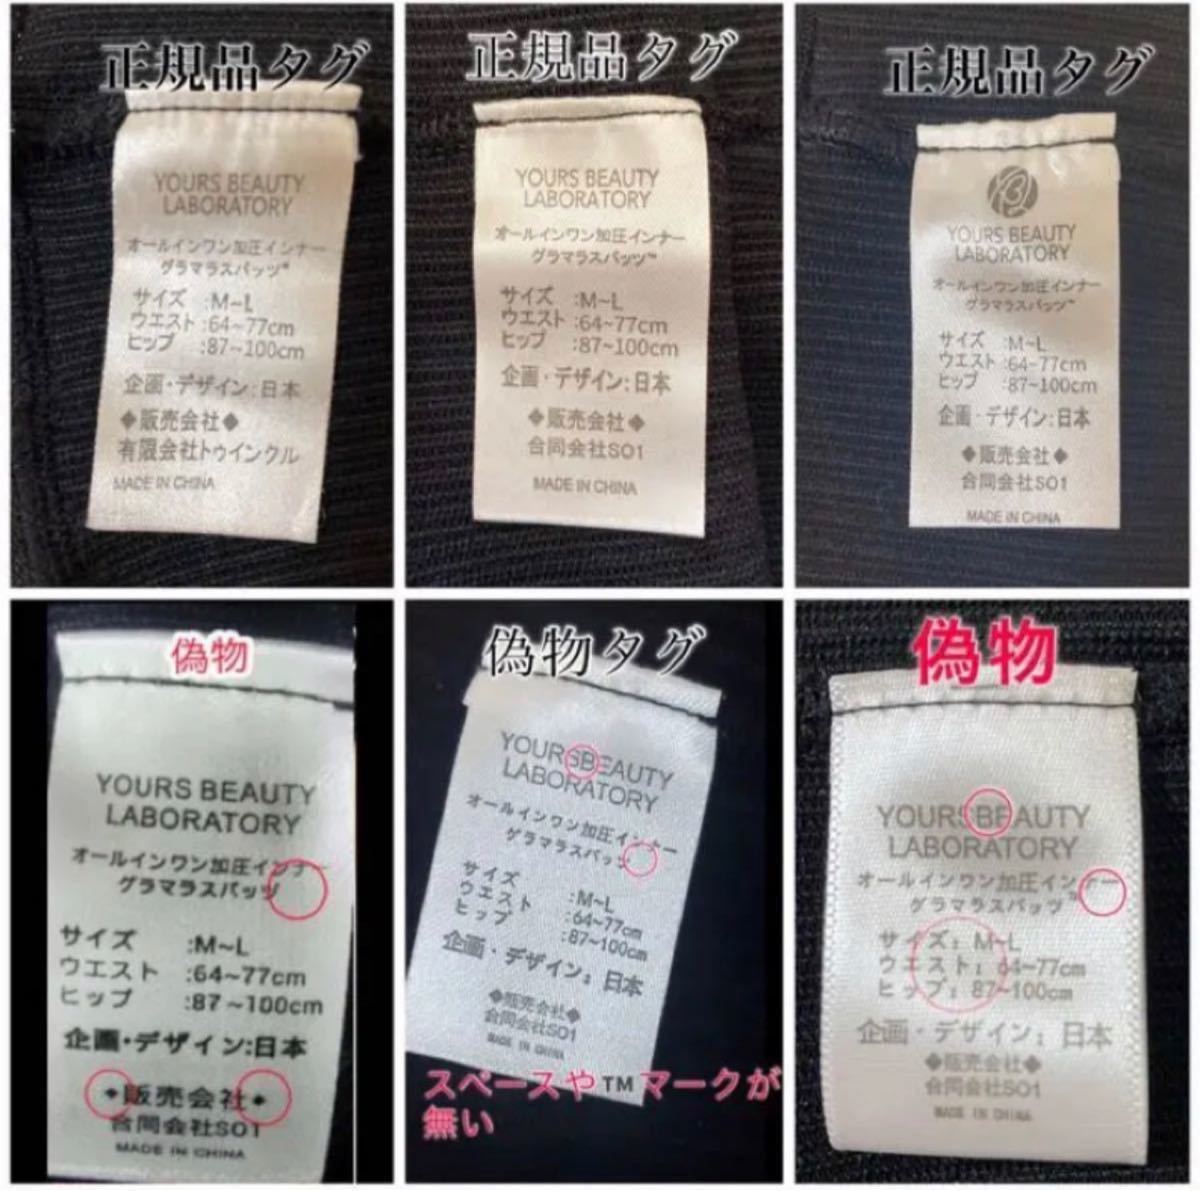 正規品タグ
YOURS BEAUTY
LABORATORY
オールインワン加圧インナー
グラマラスパッツ®
サイズ :M~L
ウエスト :64~77cm
ヒップ :87~100cm
企画・デザイン:日本
◆販売会社◆
有限会社トゥインクル
MADE IN CHINA
正規品タグ
YOURS BEAUTY
LABORATORY
オールインワン加圧インナー
グラマラスパッツ™
サイズ :M~L
ウエスト :64~77cm
ヒップ :87~100cm
企画・デザイン:日本
◆販売会社◆
合同会社SO1
MADE IN CHINA
正規品タグ
YOURS BEAUTY
LABORATORY
オールインワン加圧インナー
グラマラスパッツ™
サイズ :M~L
ウエスト :64~77cm
ヒップ :87~100cm
企画・デザイン:日本
◆販売会社◆
合同会社SO1
MADE IN CHINA
偽物
YOURS BEAUTY
LABORATORY
オールインワン加圧インナー
グラマラスパッツ
サイズ :M~L
ウエスト :64~77cm
ヒップ :87~100cm
企画・デザイン:日本
◆販売会社◆
合同会社SO1
MADE IN CHINA
偽物タグ
YOURSBEAUTY
LABORATORY
オールインワン加圧インナー
グラマラスパッツ
サイズ :M~L
ウエスト :64~77cm
ヒップ :87~100cm
企画・デザイン：日本
◆販売会社◆
合同会社SO1
MADE IN CHINA
スペースや™マークが
無い
偽物
YOURSBEAUTY
LABORATORY
オールインワン加圧インナー
グラマラスパッツ™
サイズ：M~L
ウエスト：64~77cm
ヒップ：87~100cm
企画・デザイン：日本
◆販売会社◆
合同会社SO1
MADE IN CHINA